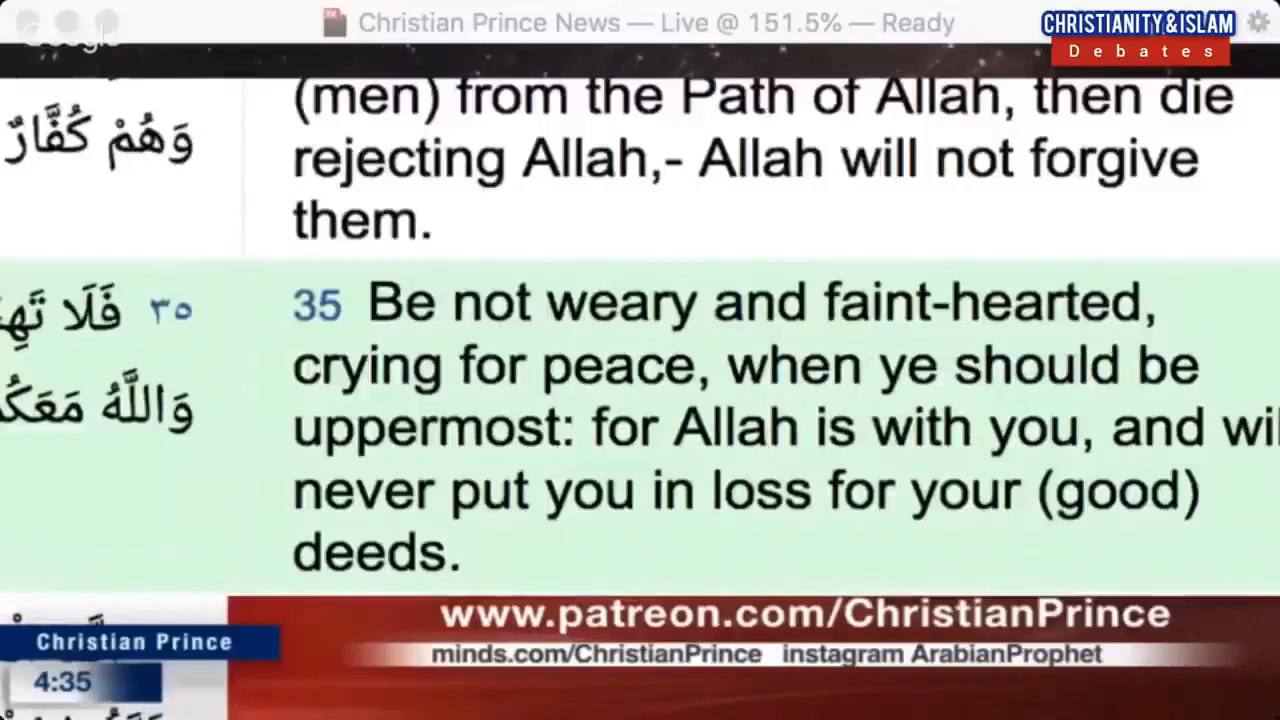 Christian Prince News — Live @ 151.5% — Ready
CHRISTIANITY&ISLAM
Debates
Google
(men) from the Path of Allah, then die
rejecting Allah,- Allah will not forgive
them.
وَهُمْ كُفَّارٌ
35 Be not weary and faint-hearted,
crying for peace, when ye should be
uppermost: for Allah is with you, and wil
never put you in loss for your (good)
deeds.
٣٥ فَلَا
وَاللَّهُ
www.patreon.com/ChristianPrince
minds.com/ChristianPrince instagram ArabianProphet
Christian Prince
4:35